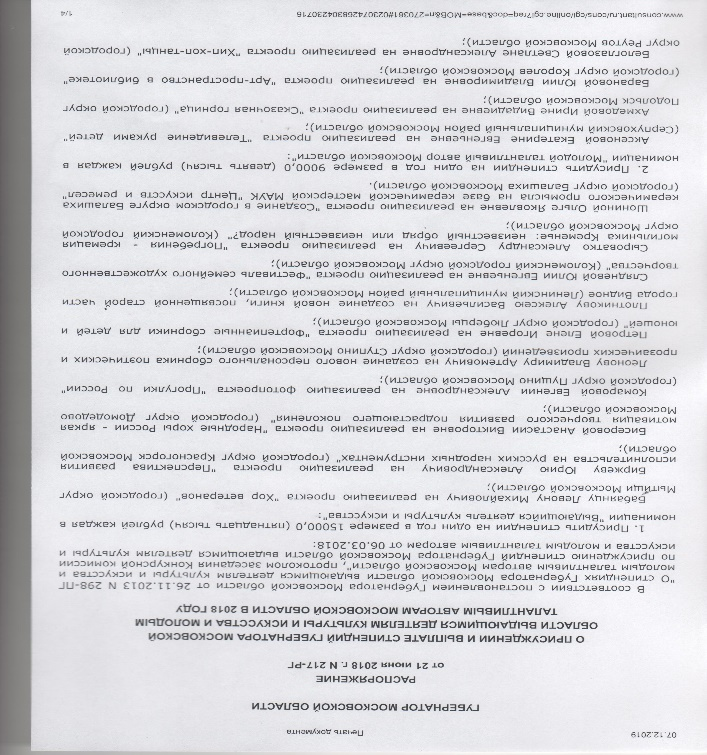 07.12.2019 Печать документа
ГУБЕРНАТОР МОСКОВСКОЙ ОБЛАСТИ
РАСПОРЯЖЕНИЕ
от 21 июня 2018 г. N 217-РГ
О ПРИСУЖДЕНИИ И ВЫПЛАТЕ СТИПЕНДИЙ ГУБЕРНАТОРА МОСКОВСКОЙ
ОБЛАСТИ ВЫДАЮЩИМСЯ ДЕЯТЕЛЯМ КУЛЬТУРЫ И ИСКУССТВА И МОЛОДЫМ
ТАЛАНТЛИВЫМ АВТОРАМ МОСКОВСКОЙ ОБЛАСТИ В 2018 ГОДУ
В соответствии с постановлением Губернатора Московской области от 26.11.2013 N 298-ПГ
"О стипендиях Губернатора Московской области выдающимся деятелям культуры и искусства и
молодым талантливым авторам Московской области", протоколом заседания Конкурсной комиссии
по присуждению стипендий Губернатора Московской области выдающимся деятелям культуры и
искусства и молодым талантливым авторам от 06.03.2018:
1. Присудить стипендии на один год в размере 15000,0 (пятнадцать тысяч) рублей каждая в
номинации "Выдающийся деятель культуры и искусства":
Бабаянцу Левону Михайловичу на реализацию проекта "Хор ветеранов" (городской округ
Мытищи Московской области);
Биржеву Юрию Александровичу на реализацию проекта "Перспектива развития
исполнительства на русских народных инструментах" (городской округ Красногорск Московской
области);
Бисеровой Анастасии Викторовне на реализацию проекта "Народные хоры России - яркая
мотивация творческого развития подрастающего поколения" (городской округ Домодедово
Московской области);
Комаровой Евгении Александровне на реализацию фотопроекта "Прогулки по России"
(городской округ Пущино Московской области);
Леонову Владимиру Артемовичу на создание нового персонального сборника поэтических и
прозаических произведений (городской округ Ступино Московской области);
Петровой Елене Игоревне на реализацию проекта "Фортепианные сборники для детей и
юношей" (городской округ Люберцы Московской области);
Плотникову Алексею Васильевичу на создание новой книги, посвященной старой части
города Видное (Ленинский муниципальный район Московской области);
Слядневой Юлии Евгеньевне на реализацию проекта "Фестиваль семейного художественного
творчества" (Коломенский городской округ Московской области);
Сыроватко Александру Сергеевичу на реализацию проекта "Погребения - кремация
могильника Кременье: неизвестный обряд или неизвестный народ?" (Коломенский городской
округ Московской области);
Шониной Ольге Яковлевне на реализацию проекта "Создание в городском округе Балашиха
керамического промысла на базе керамической мастерской МАУК "Центр искусств и ремесел"
(городской округ Балашиха Московской области).
2. Присудить стипендии на один год в размере 9000,0 (девять тысяч) рублей каждая в
номинации "Молодой талантливый автор Московской области":
Аксеновой Екатерине Евгеньевне на реализацию проекта "Телевидение руками детей"
(Серпуховский муниципальный район Московской области);
Ахмедовой Ирине Видадиевне на реализацию проекта "Сказочная горница" (городской округ
Подольск Московской области);
Барановой Юлии Владимировне на реализацию проекта "Арт-пространство в библиотеке"
(городской округ Королев Московской области);
Белоглазовой Светлане Александровне на реализацию проекта "Хип-хоп-танцы" (городской
округ Реутов Московской области);
www.consultant.ru/cons/cgi/online.cgi?req=doc&base=MOB&n=270381#10230742683042307​16 1/4